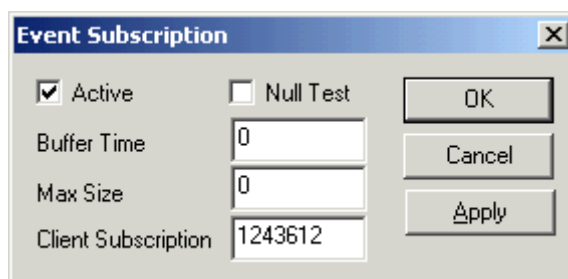 Event Subscription
Active
Null Test
OK
Buffer Time
0
Cancel
Max Size
0
Apply
Client Subscription
1243612